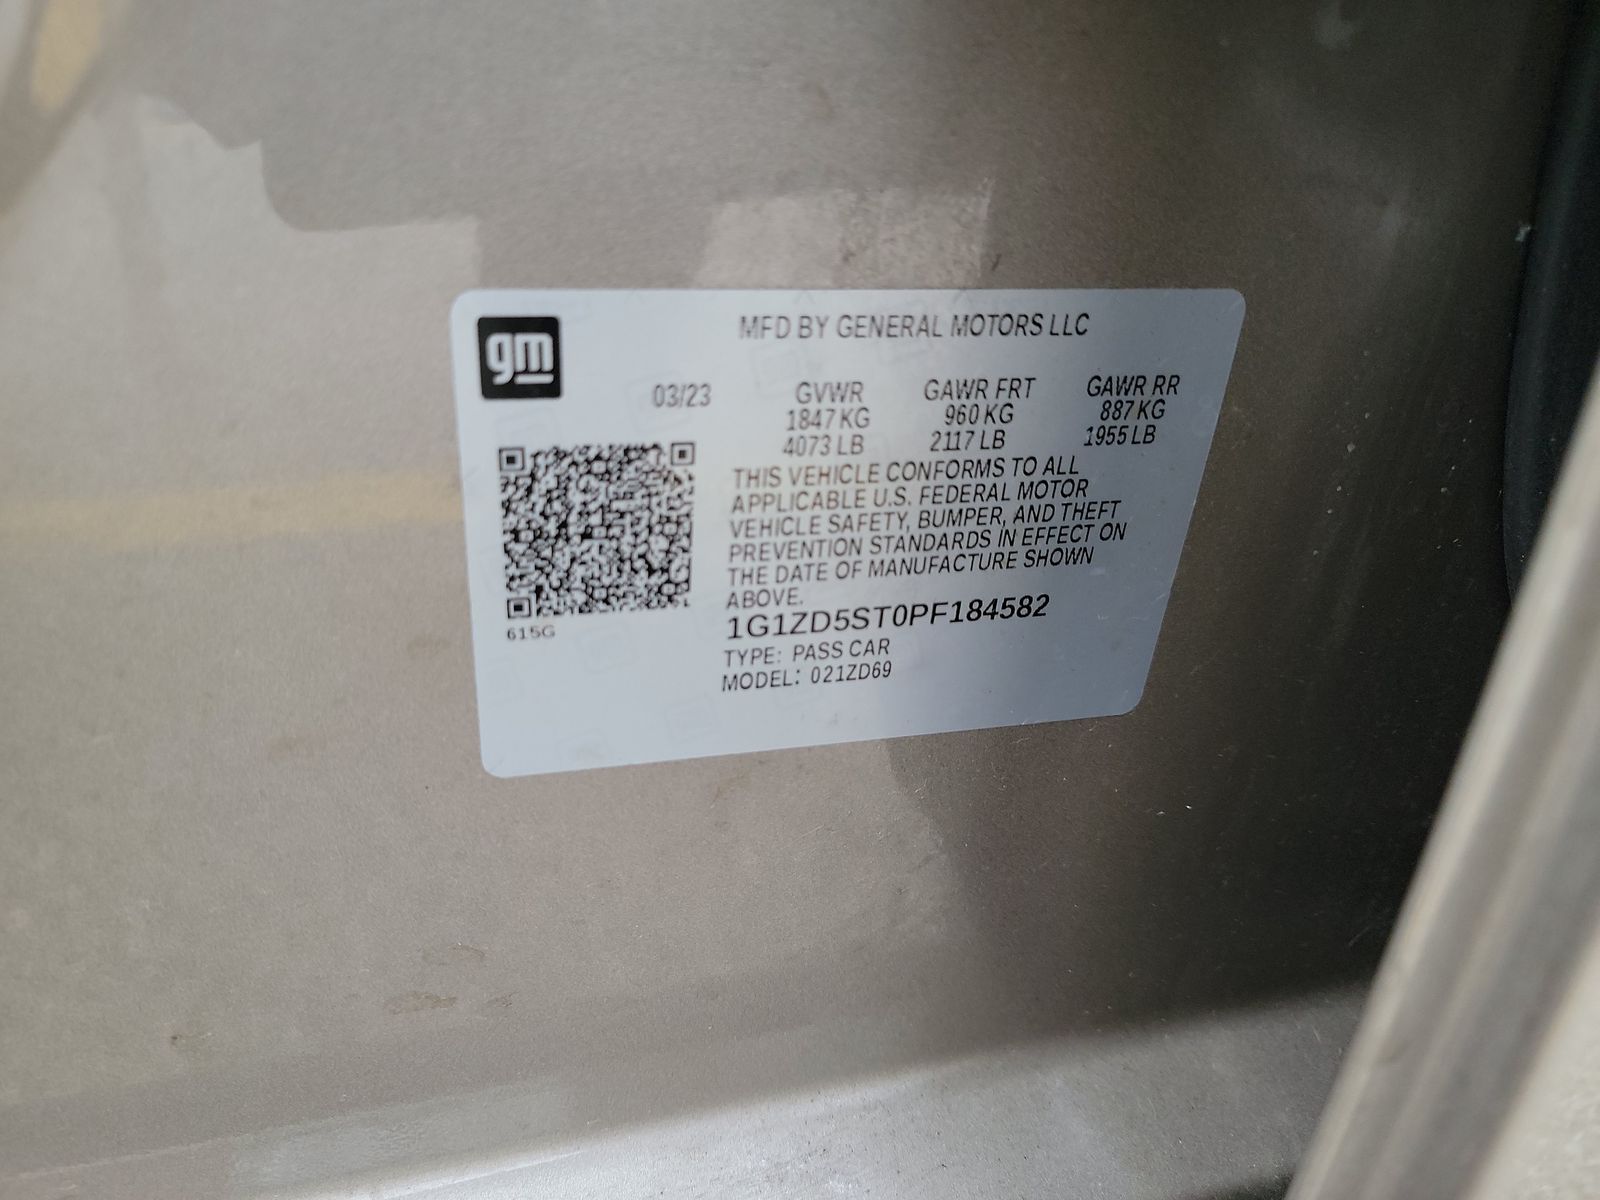 gm
MFD BY GENERAL MOTORS LLC
03/23 GVWR GAWR FRT GAWR RR
1847 KG 960 KG 887 KG
4073 LB 2117 LB 1955 LB
THIS VEHICLE CONFORMS TO ALL
APPLICABLE U.S. FEDERAL MOTOR
VEHICLE SAFETY, BUMPER, AND THEFT
PREVENTION STANDARDS IN EFFECT ON
THE DATE OF MANUFACTURE SHOWN
ABOVE.
1G1ZD5ST0PF184582
615G
TYPE: PASS CAR
MODEL: 021ZD69